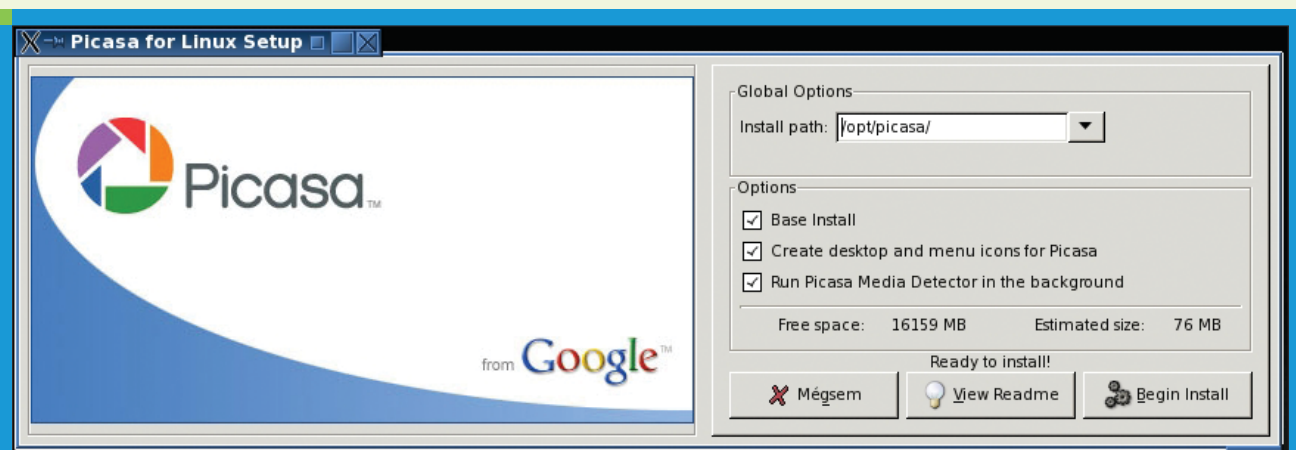 Picasa for Linux Setup
Picasa™
from Google™
Global Options
Install path: /opt/picasa/
Options
Base Install
Create desktop and menu icons for Picasa
Run Picasa Media Detector in the background
Free space: 16159 MB Estimated size: 76 MB
Ready to install!
Mégsem View Readme Begin Install